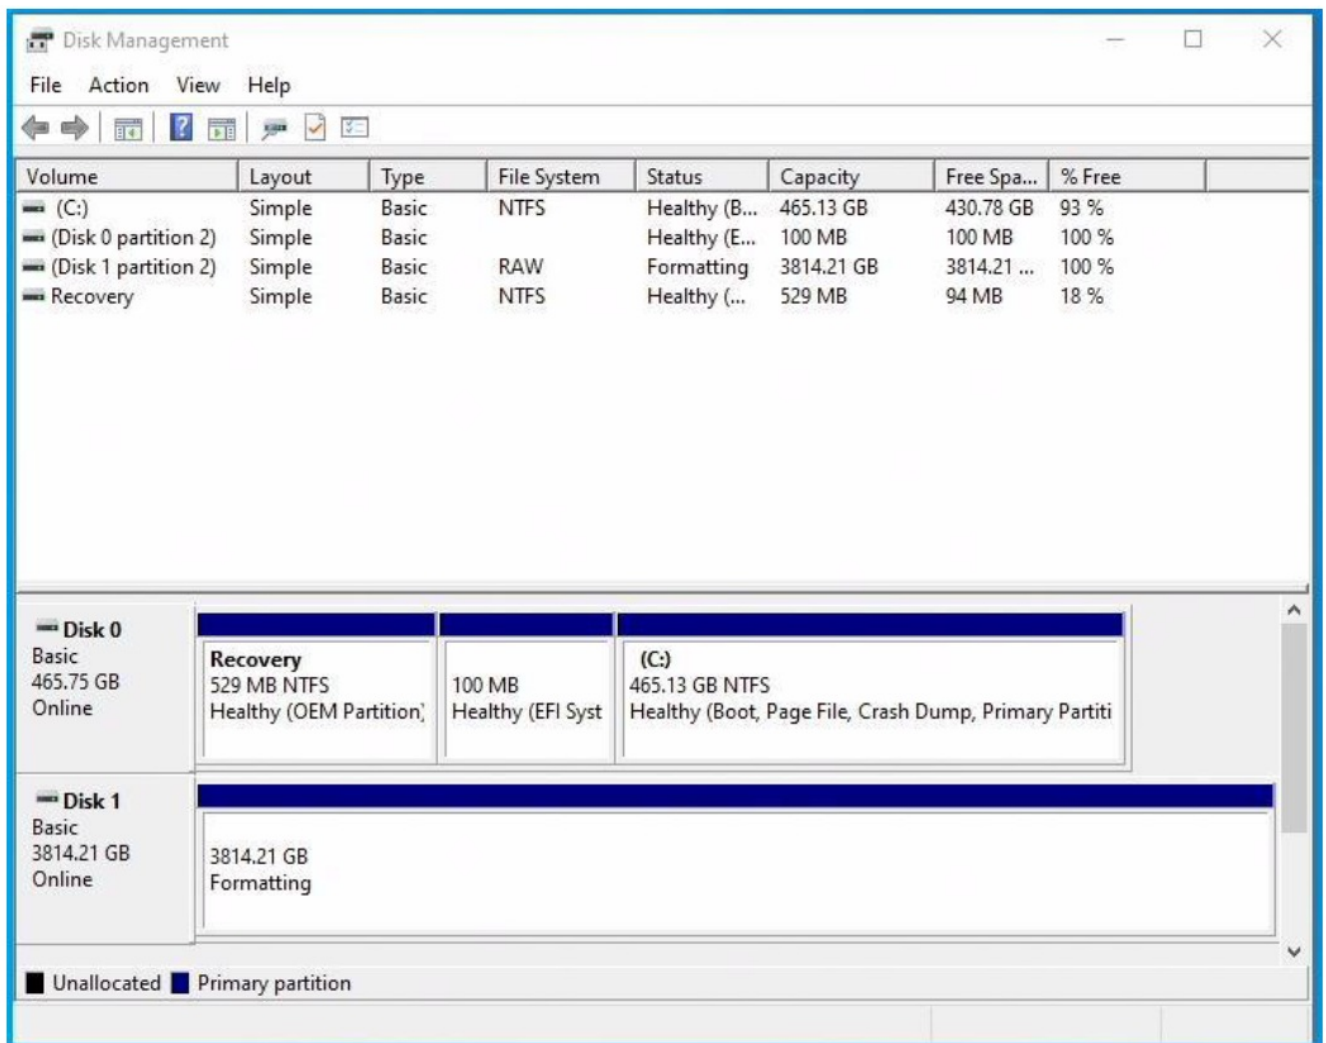 Disk Management
File Action View Help
Volume Layout Type File System Status Capacity Free Spa... % Free
(C:) Simple Basic NTFS Healthy (B... 465.13 GB 430.78 GB 93 %
(Disk 0 partition 2) Simple Basic Healthy (E... 100 MB 100 MB 100 %
(Disk 1 partition 2) Simple Basic RAW Formatting 3814.21 GB 3814.21 ... 100 %
Recovery Simple Basic NTFS Healthy (... 529 MB 94 MB 18 %
Disk 0
Basic
465.75 GB
Online
Recovery
529 MB NTFS
Healthy (OEM Partition)
100 MB
Healthy (EFI Syst
(C:)
465.13 GB NTFS
Healthy (Boot, Page File, Crash Dump, Primary Partiti
Disk 1
Basic
3814.21 GB
Online
3814.21 GB
Formatting
Unallocated Primary partition